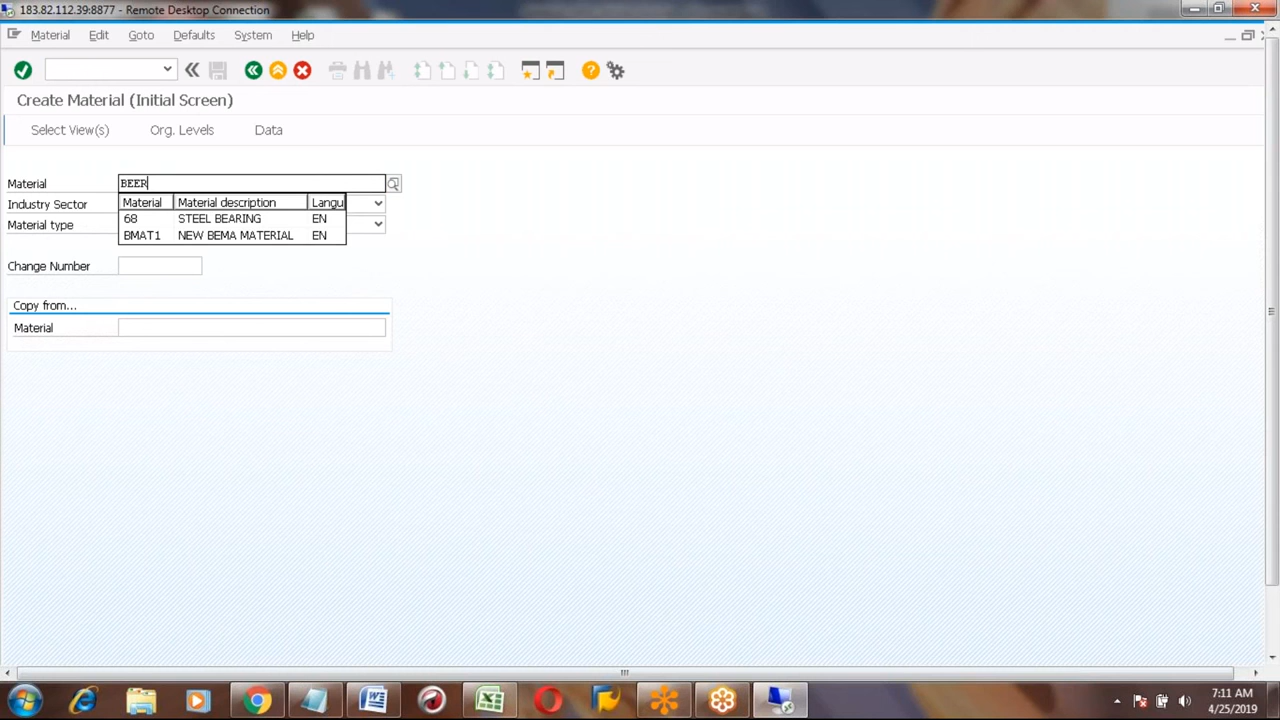 183.82.112.39:8877 - Remote Desktop Connection
Material Edit Goto Defaults System Help
Create Material (Initial Screen)
Select View(s) Org. Levels Data
Material BEER
Material Material description Langu
Industry Sector
68 STEEL BEARING EN
Material type
BMAT1 NEW BEMA MATERIAL EN
Change Number
Copy from...
Material
7:11 AM
4/25/2019